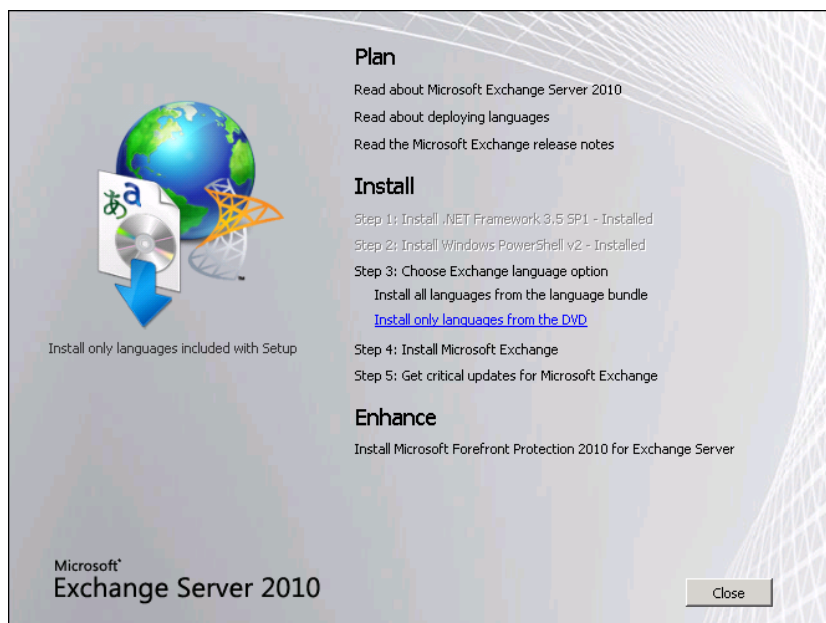 Plan
Read about Microsoft Exchange Server 2010
Read about deploying languages
Read the Microsoft Exchange release notes
Install
Step 1: Install .NET Framework 3.5 SP1 - Installed
Step 2: Install Windows PowerShell v2 - Installed
Step 3: Choose Exchange language option
Install all languages from the language bundle
Install only languages from the DVD
Step 4: Install Microsoft Exchange
Step 5: Get critical updates for Microsoft Exchange
Enhance
Install Microsoft Forefront Protection 2010 for Exchange Server
あ a
™
Install only languages included with Setup
Microsoft®
Exchange Server 2010
Close